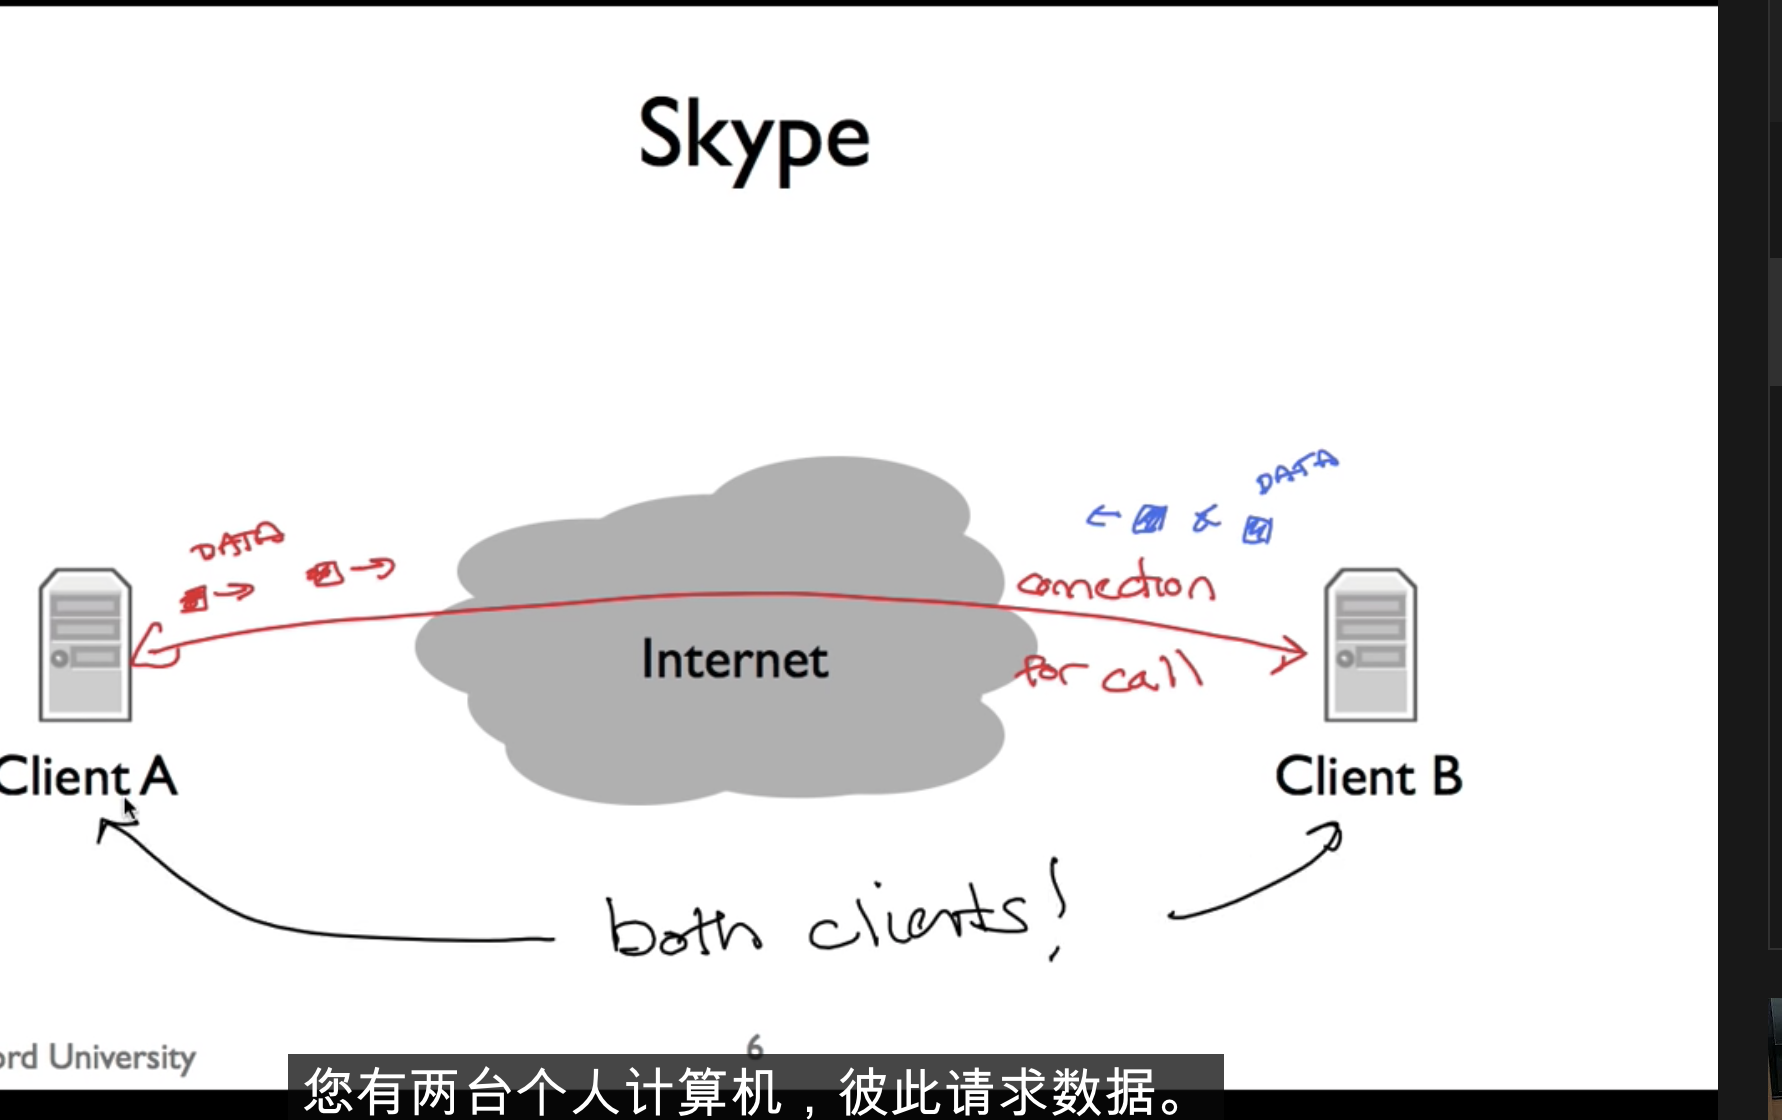 Skype
DATA
DATA
connection
Internet
for call
Client A
Client B
both clients!
ord University
6
您有两台个人计算机，彼此请求数据。